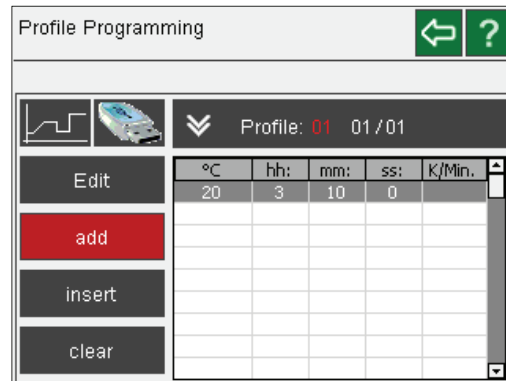 Profile Programming
?
Profile: 01 01/01
Edit
°C hh: mm: ss: K/Min.
20 3 10 0
add
insert
clear